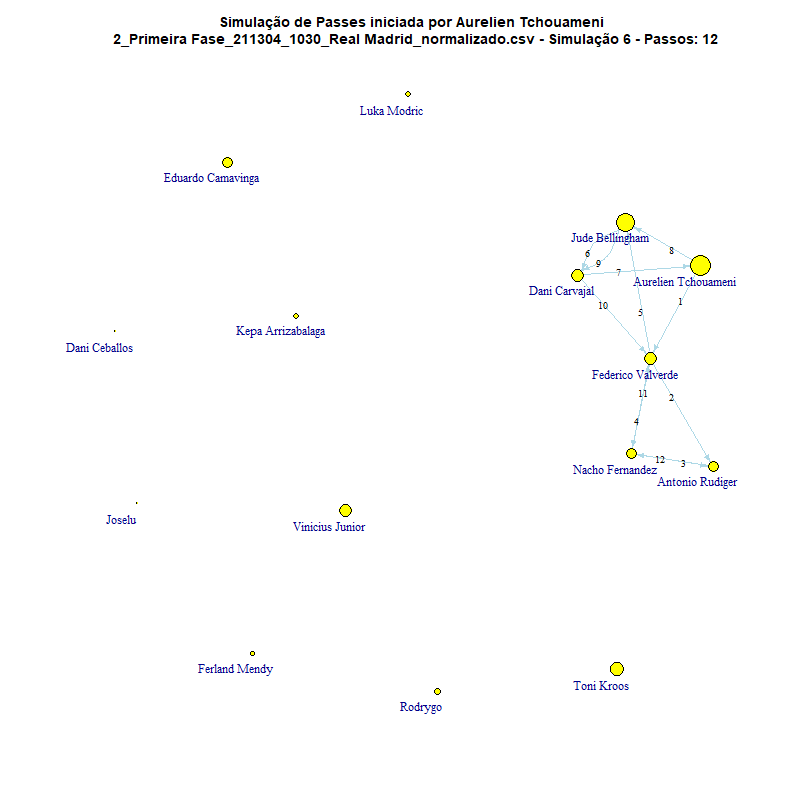 Simulação de Passes iniciada por Aurelien Tchouameni
2_Primeira Fase_211304_1030_Real Madrid_normalizado.csv - Simulação 6 - Passos: 12
Luka Modric
Eduardo Camavinga
Jude Bellingham
8
6
9
7
Aurelien Tchouameni
Dani Carvajal
1
10
5
Kepa Arrizabalaga
Dani Ceballos
Federico Valverde
11
2
4
12
3
Nacho Fernandez
Antonio Rudiger
Joselu
Vinicius Junior
Ferland Mendy
Toni Kroos
Rodrygo